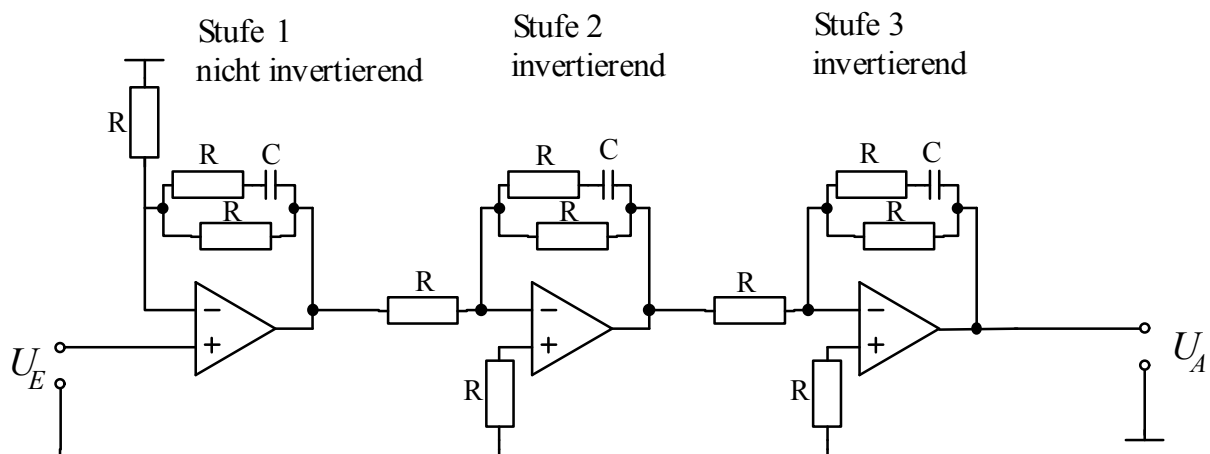 Stufe 1
nicht invertierend
Stufe 2
invertierend
Stufe 3
invertierend
R
R C
R
R C
R
R C
R
R
R
−
+
−
+
−
+
U_E
R
R
U_A